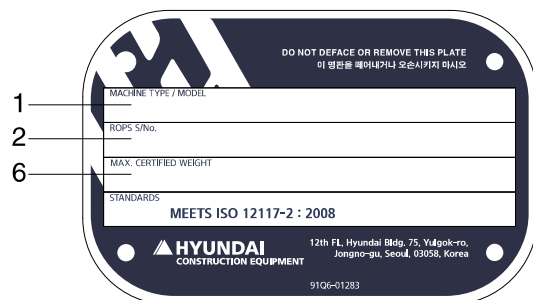 DO NOT DEFACE OR REMOVE THIS PLATE
이 명판을 떼어내거나 오손시키지 마시오
1
MACHINE TYPE / MODEL
2
ROPS S/No.
6
MAX. CERTIFIED WEIGHT
STANDARDS
MEETS ISO 12117-2 : 2008
HYUNDAI
CONSTRUCTION EQUIPMENT
12th Fl., Hyundai Bldg. 75, Yulgok-ro,
Jongno-gu, Seoul, 03058, Korea
91Q6-01283